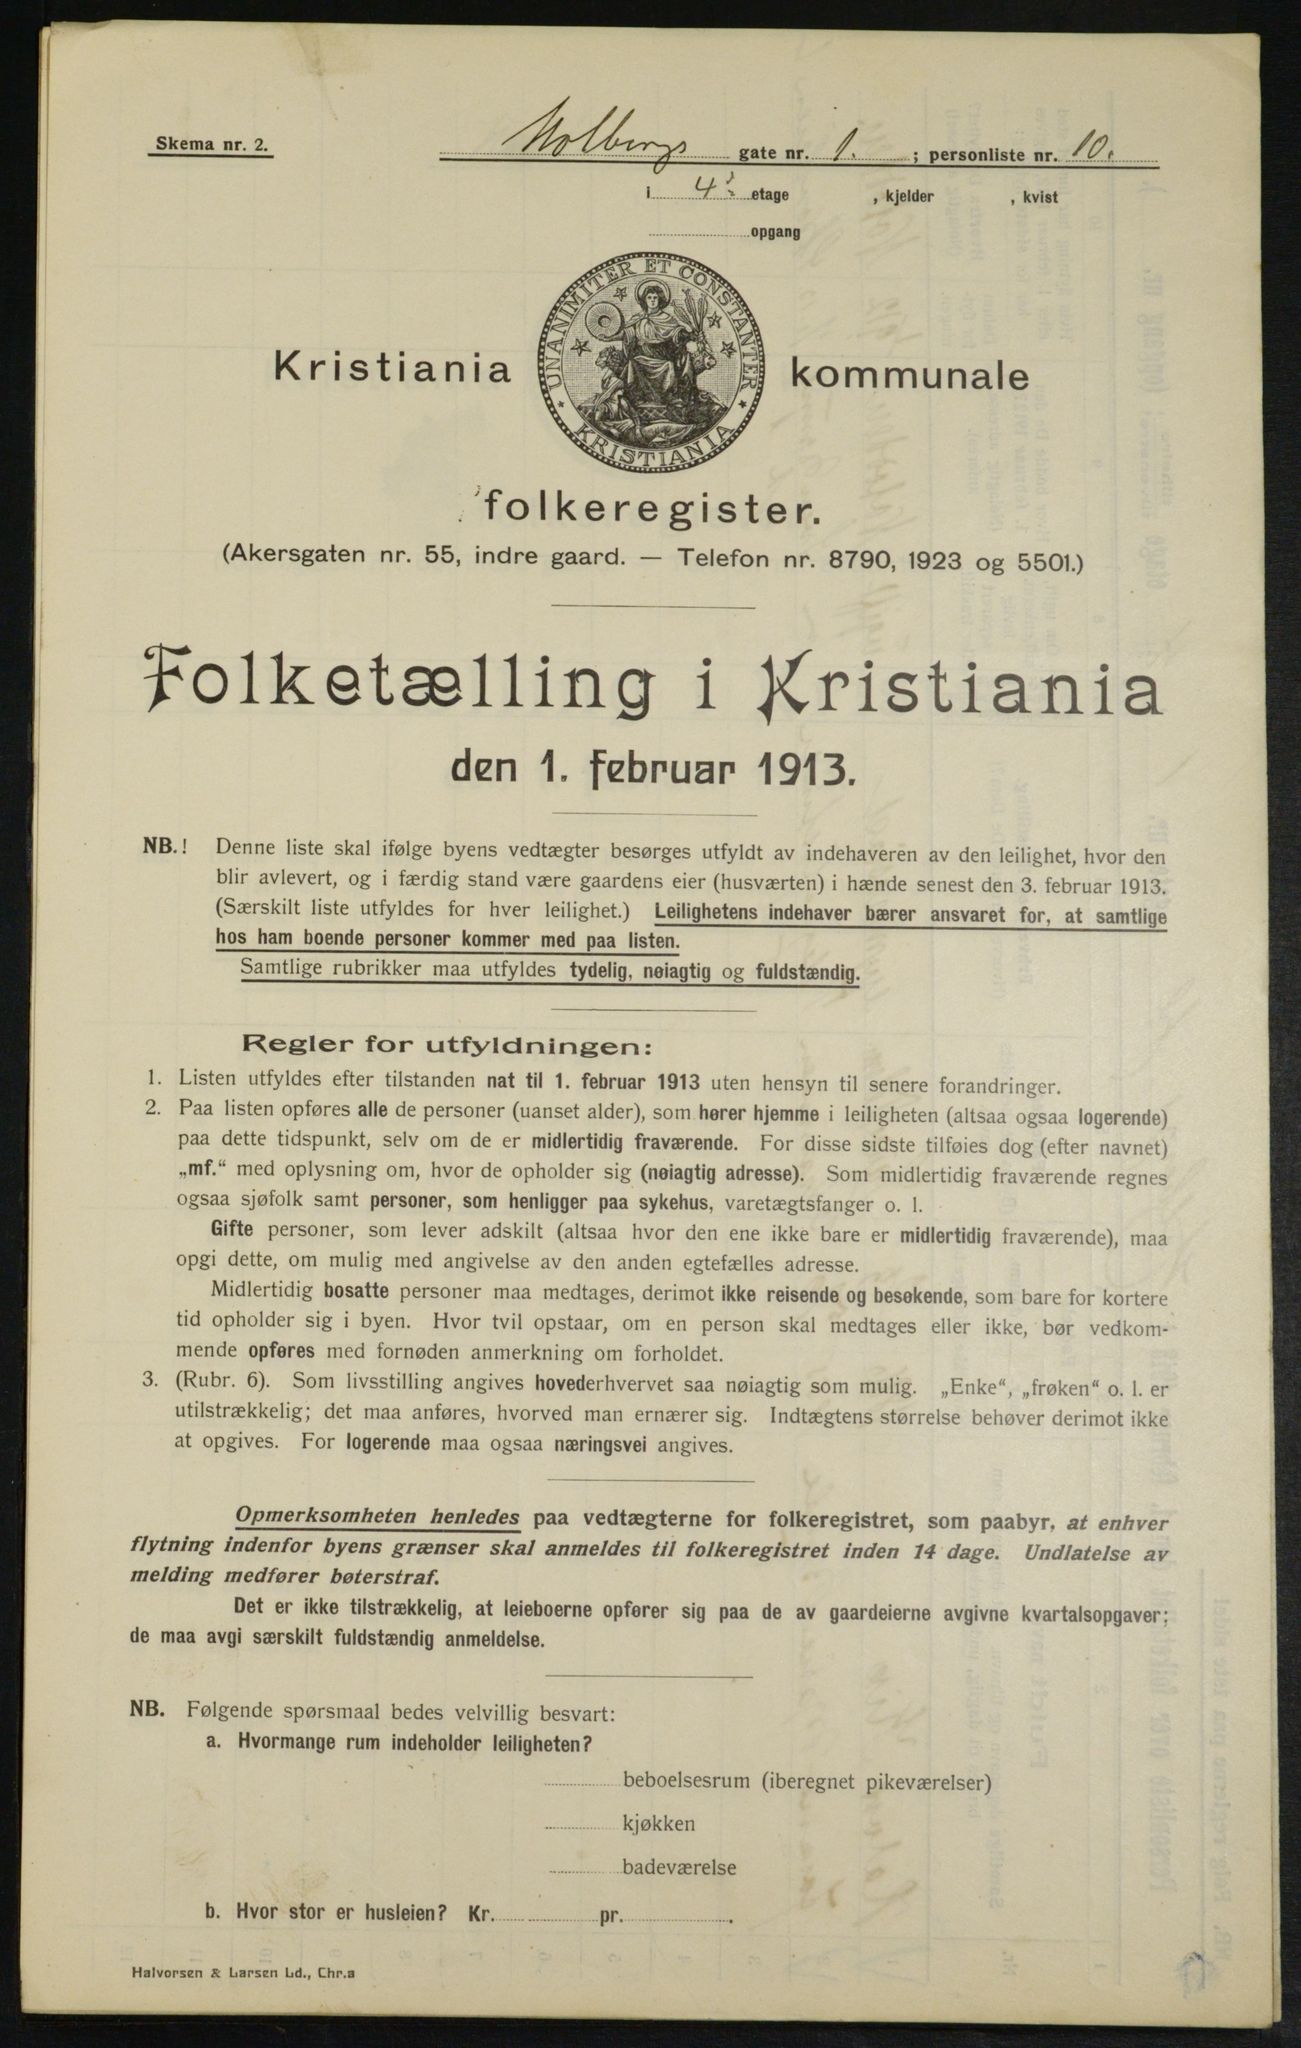 Skema nr. 2.
Holbergs gate nr. 1. ; personliste nr. 10.
i 4. etage , kjelder , kvist
opgang
UNANIMITER ET CONSTANTER
KRISTIANIA
Kristiania kommunale
folkeregister.
(Akersgaten nr. 55, indre gaard. — Telefon nr. 8790, 1923 og 5501.)
Folketælling i Kristiania
den 1. februar 1913.
NB.! Denne liste skal ifølge byens vedtægter besørges utfyldt av indehaveren av den leilighet, hvor den
blir avlevert, og i færdig stand være gaardens eier (husværten) i hænde senest den 3. februar 1913.
(Særskilt liste utfyldes for hver leilighet.) Leilighetens indehaver bærer ansvaret for, at samtlige
hos ham boende personer kommer med paa listen.
Samtlige rubrikker maa utfyldes tydelig, nøiagtig og fuldstændig.
Regler for utfyldningen:
1. Listen utfyldes efter tilstanden nat til 1. februar 1913 uten hensyn til senere forandringer.
2. Paa listen opføres alle de personer (uanset alder), som hører hjemme i leiligheten (altsaa ogsaa logerende)
paa dette tidspunkt, selv om de er midlertidig fraværende. For disse sidste tilføies dog (efter navnet)
„mf.“ med oplysning om, hvor de opholder sig (nøiagtig adresse). Som midlertidig fraværende regnes
ogsaa sjøfolk samt personer, som henligger paa sykehus, varetægtsfanger o. l.
Gifte personer, som lever adskilt (altsaa hvor den ene ikke bare er midlertidig fraværende), maa
opgi dette, om mulig med angivelse av den anden egtefælles adresse.
Midlertidig bosatte personer maa medtages, derimot ikke reisende og besøkende, som bare for kortere
tid opholder sig i byen. Hvor tvil opstaar, om en person skal medtages eller ikke, bør vedkom-
mende opføres med fornøden anmerkning om forholdet.
3. (Rubr. 6). Som livsstilling angives hovederhvervet saa nøiagtig som mulig. „Enke“, „frøken“ o. l. er
utilstrækkelig; det maa anføres, hvorved man ernærer sig. Indtægtens størrelse behøver derimot ikke
at opgives. For logerende maa ogsaa næringsvei angives.
Opmerksomheten henledes paa vedtægterne for folkeregistret, som paabyr, at enhver
flytning indenfor byens grænser skal anmeldes til folkeregistret inden 14 dage. Undlatelse av
melding medfører bøterstraf.
Det er ikke tilstrækkelig, at leieboerne opfører sig paa de av gaardeierne avgivne kvartalsopgaver;
de maa avgi særskilt fuldstændig anmeldelse.
NB. Følgende spørsmaal bedes velvillig besvart:
a. Hvormange rum indeholder leiligheten?
beboelsesrum (iberegnet pikeværelser)
kjøkken
badeværelse
b. Hvor stor er husleien? Kr. pr. .
Halvorsen & Larsen Ld., Chr.a